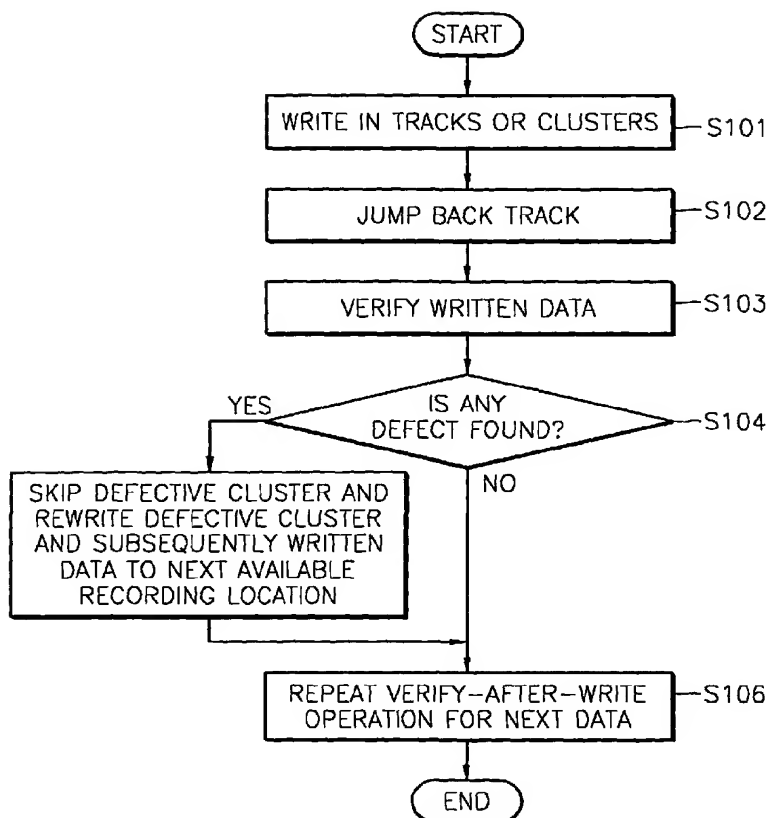 START
WRITE IN TRACKS OR CLUSTERS
S101
JUMP BACK TRACK
S102
VERIFY WRITTEN DATA
S103
IS ANY
DEFECT FOUND?
S104
YES
NO
SKIP DEFECTIVE CLUSTER AND
REWRITE DEFECTIVE CLUSTER
AND SUBSEQUENTLY WRITTEN
DATA TO NEXT AVAILABLE
RECORDING LOCATION
REPEAT VERIFY-AFTER-WRITE
OPERATION FOR NEXT DATA
S106
END